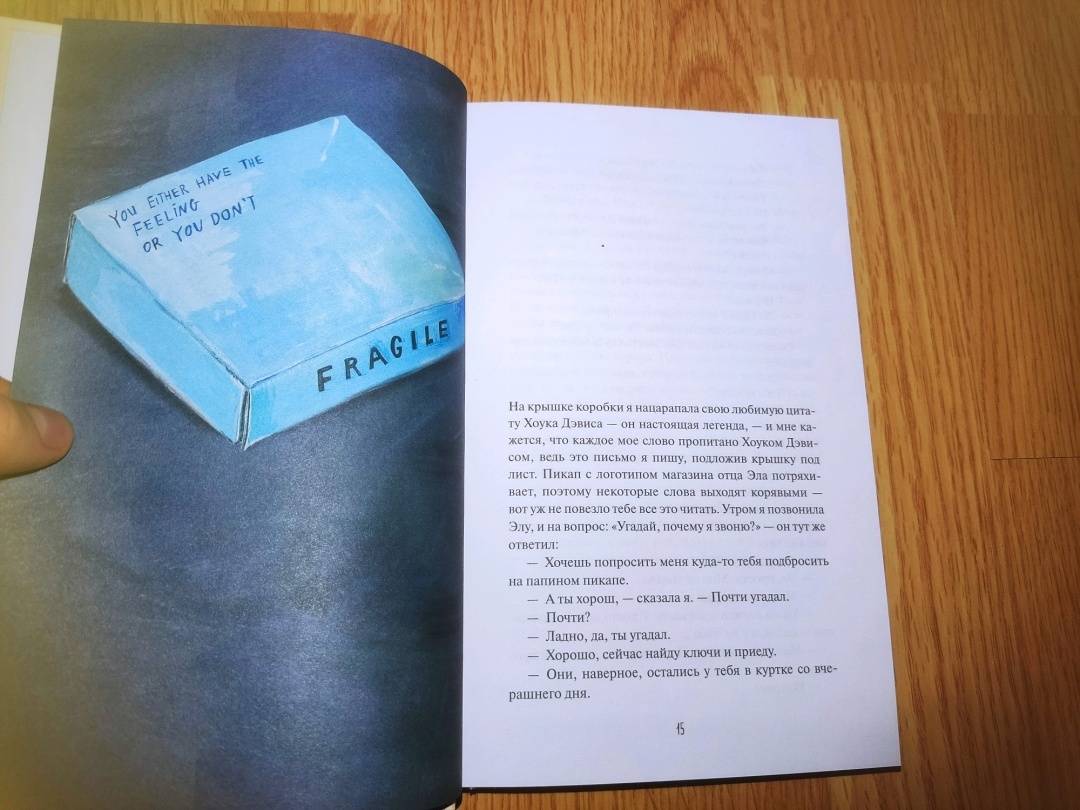 YOU EITHER HAVE THE
FEELING
OR YOU DON'T
FRAGILE
На крышке коробки я нацарапала свою любимую цита-
ту Хоука Дэвиса — он настоящая легенда, — и мне ка-
жется, что каждое мое слово пропитано Хоуком Дэви-
сом, ведь это письмо я пишу, подложив крышку под
лист. Пикап с логотипом магазина отца Эла потряхи-
вает, поэтому некоторые слова выходят корявыми —
вот уж не повезло тебе все это читать. Утром я позвонила
Элу, и на вопрос: «Угадай, почему я звоню?» — он тут же
ответил:
— Хочешь попросить меня куда-то тебя подбросить
на папином пикапе.
— А ты хорош, — сказала я. — Почти угадал.
— Почти?
— Ладно, да, ты угадал.
— Хорошо, сейчас найду ключи и приеду.
— Они, наверное, остались у тебя в куртке со вче-
рашнего дня.
15